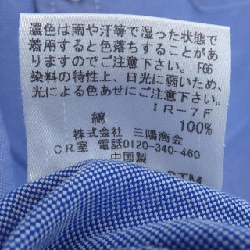 濃色は雨や汗等で湿った状態で
着用すると色落ちすることがあ
りますのでご注意下さい。F65
染料の特性上、日光に弱いため、
光による色あせにご注意下さい。
IR-7F
綿 100%
株式会社 三陽商会
CR室 電話0120-340-460
中国製